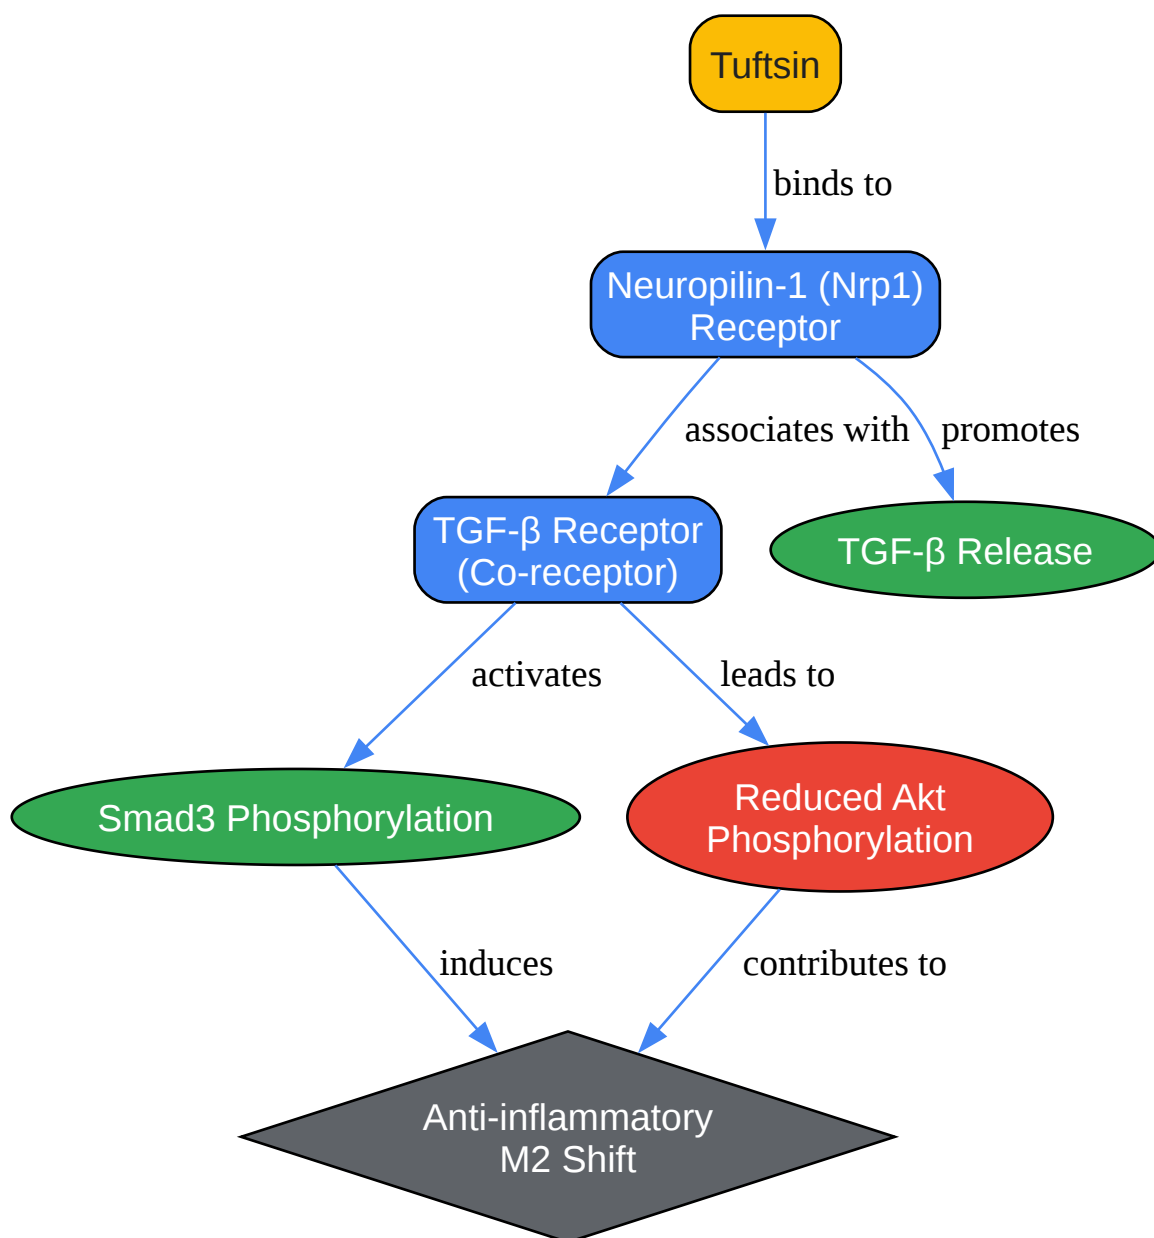 Tuftsin
binds to
Neuropilin-1 (Nrp1)
Receptor
associates with
promotes
TGF-β Receptor
(Co-receptor)
TGF-β Release
activates
leads to
Smad3 Phosphorylation
Reduced Akt
Phosphorylation
induces
contributes to
Anti-inflammatory
M2 Shift